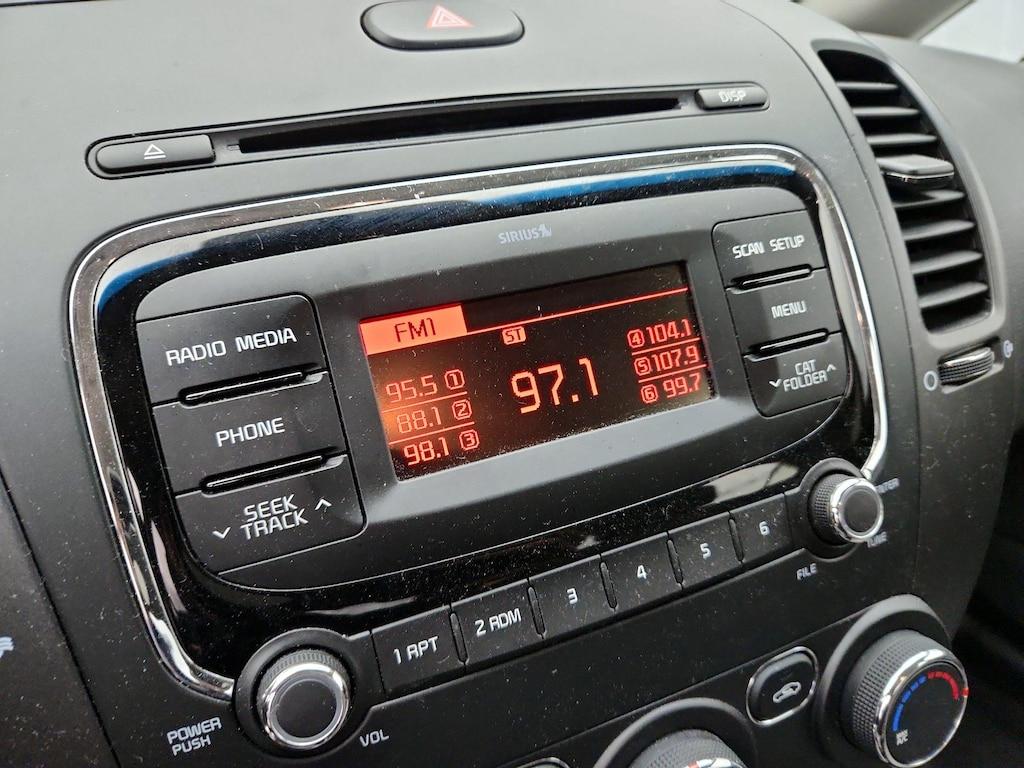 DISP
SIRIUS
RADIO MEDIA
PHONE
SEEK
TRACK
FM1
ST
97.1
95.5 1
88.1 2
98.1 3
4 104.1
5 107.9
6 99.7
SCAN SETUP
MENU
CAT
FOLDER
1 RPT
2 RDM
3
4
5
6
POWER
PUSH
VOL
TUNE
FILE
A/C